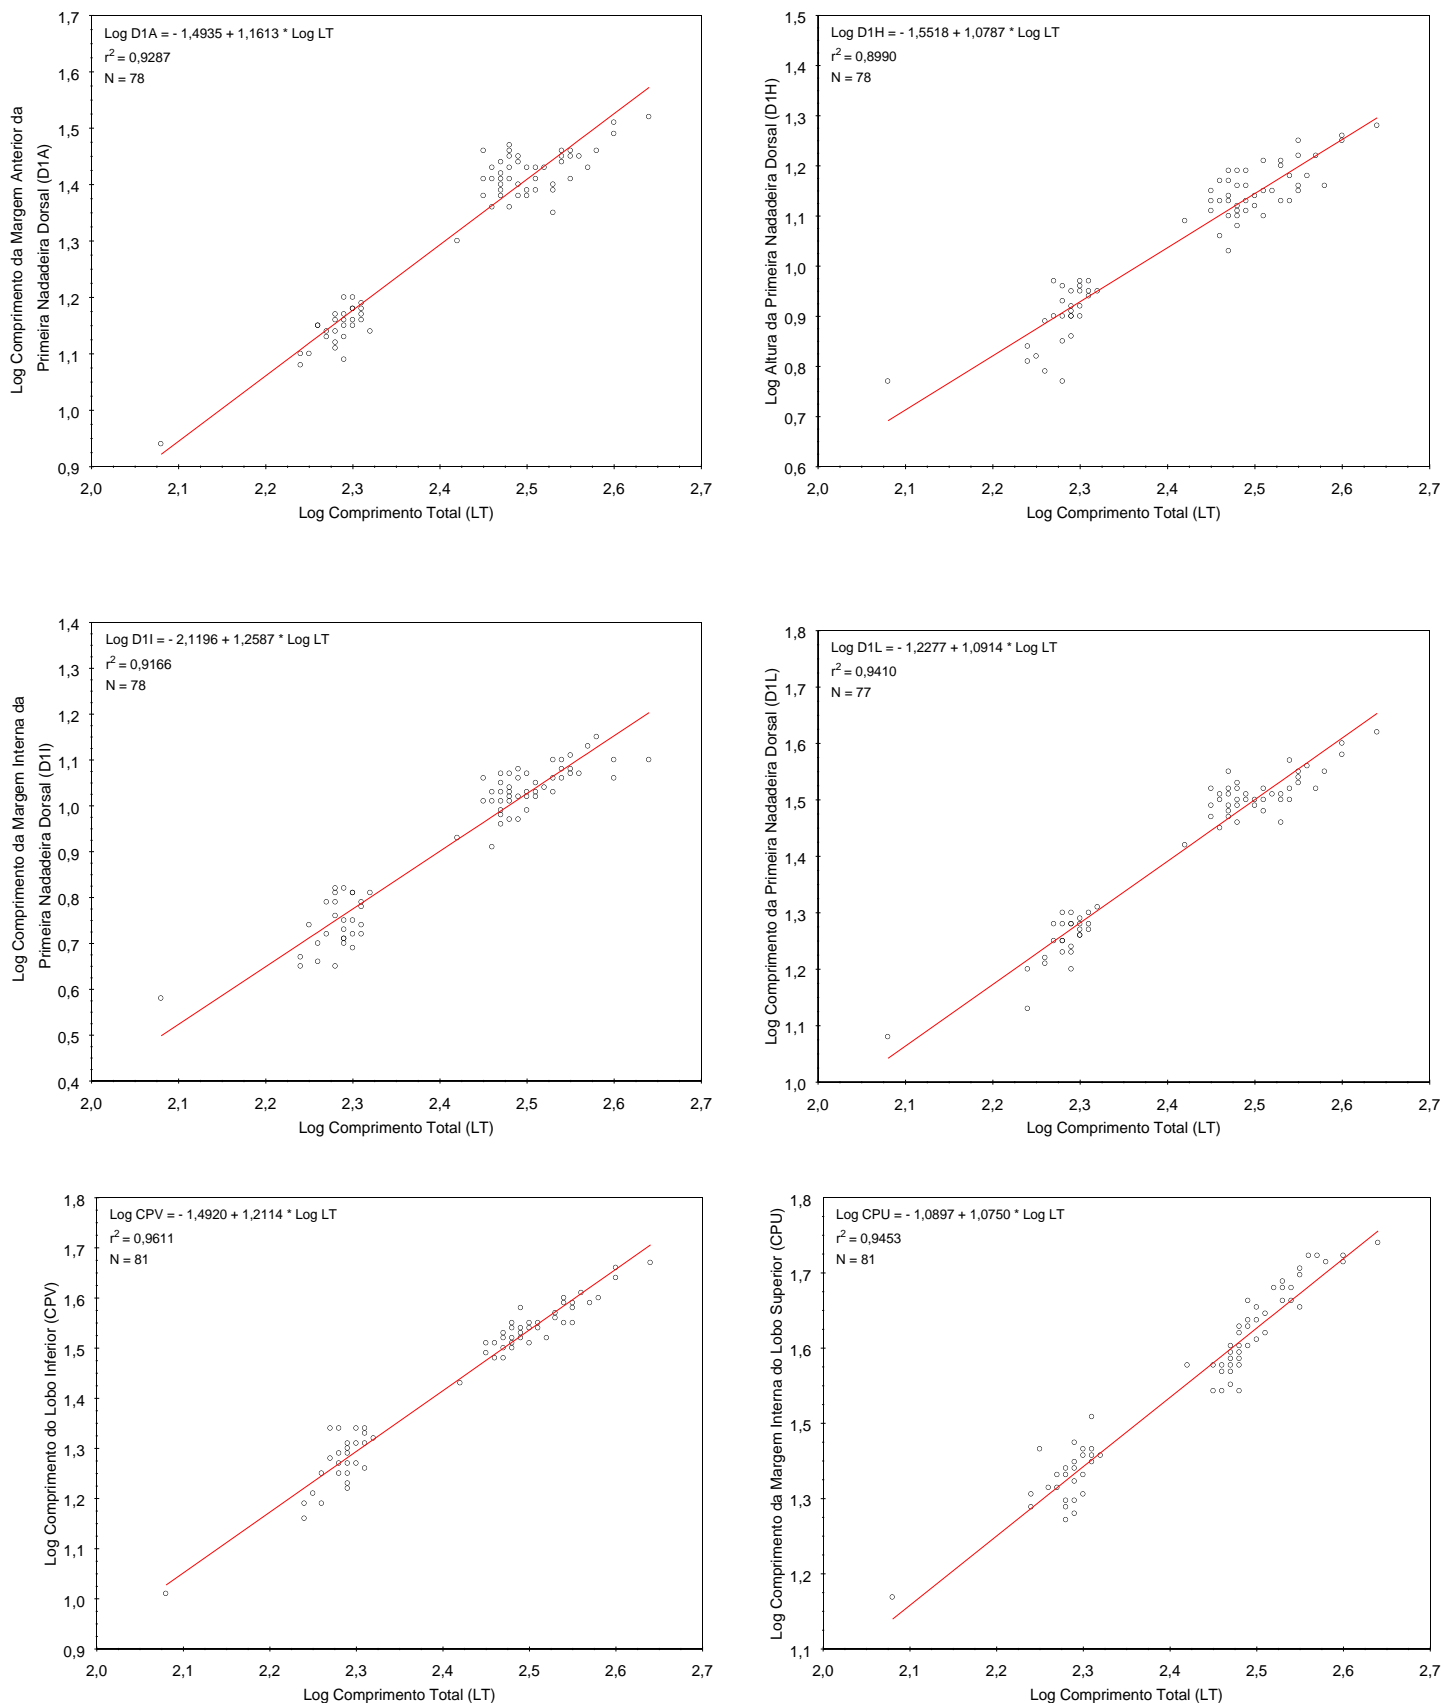 Log Comprimento da Margem Anterior da
Primeira Nadadeira Dorsal (D1A)
1,7
1,6
1,5
1,4
1,3
1,2
1,1
1,0
0,9
Log D1A = - 1,4935 + 1,1613 * Log LT
r2 = 0,9287
N = 78
2,0 2,1 2,2 2,3 2,4 2,5 2,6 2,7
Log Comprimento Total (LT)
Log Altura da Primeira Nadadeira Dorsal (D1H)
1,5
1,4
1,3
1,2
1,1
1,0
0,9
0,8
0,7
0,6
Log D1H = - 1,5518 + 1,0787 * Log LT
r2 = 0,8990
N = 78
2,0 2,1 2,2 2,3 2,4 2,5 2,6 2,7
Log Comprimento Total (LT)
Log Comprimento da Margem Interna da
Primeira Nadadeira Dorsal (D1I)
1,4
1,3
1,2
1,1
1,0
0,9
0,8
0,7
0,6
0,5
0,4
Log D1I = - 2,1196 + 1,2587 * Log LT
r2 = 0,9166
N = 78
2,0 2,1 2,2 2,3 2,4 2,5 2,6 2,7
Log Comprimento Total (LT)
Log Comprimento da Primeira Nadadeira Dorsal (D1L)
1,8
1,7
1,6
1,5
1,4
1,3
1,2
1,1
1,0
Log D1L = - 1,2277 + 1,0914 * Log LT
r2 = 0,9410
N = 77
2,0 2,1 2,2 2,3 2,4 2,5 2,6 2,7
Log Comprimento Total (LT)
Log Comprimento do Lobo Inferior (CPV)
1,8
1,7
1,6
1,5
1,4
1,3
1,2
1,1
1,0
0,9
Log CPV = - 1,4920 + 1,2114 * Log LT
r2 = 0,9611
N = 81
2,0 2,1 2,2 2,3 2,4 2,5 2,6 2,7
Log Comprimento Total (LT)
Log Comprimento da Margem Interna do Lobo Superior (CPU)
1,8
1,7
1,6
1,5
1,3
1,2
1,1
Log CPU = - 1,0897 + 1,0750 * Log LT
r2 = 0,9453
N = 81
2,0 2,1 2,2 2,3 2,4 2,5 2,6 2,7
Log Comprimento Total (LT)